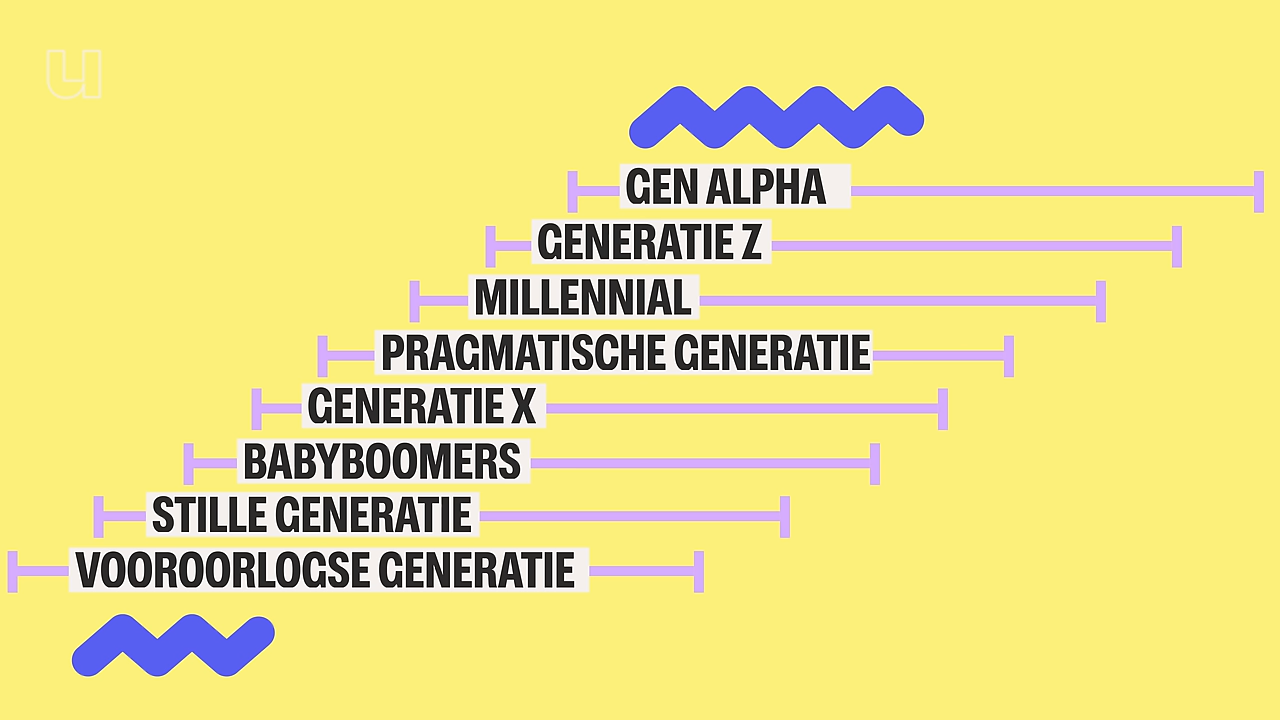 u
GEN ALPHA
GENERATIE Z
MILLENNIAL
PRAGMATISCHE GENERATIE
GENERATIE X
BABYBOOMERS
STILLE GENERATIE
VOOROORLOGSE GENERATIE